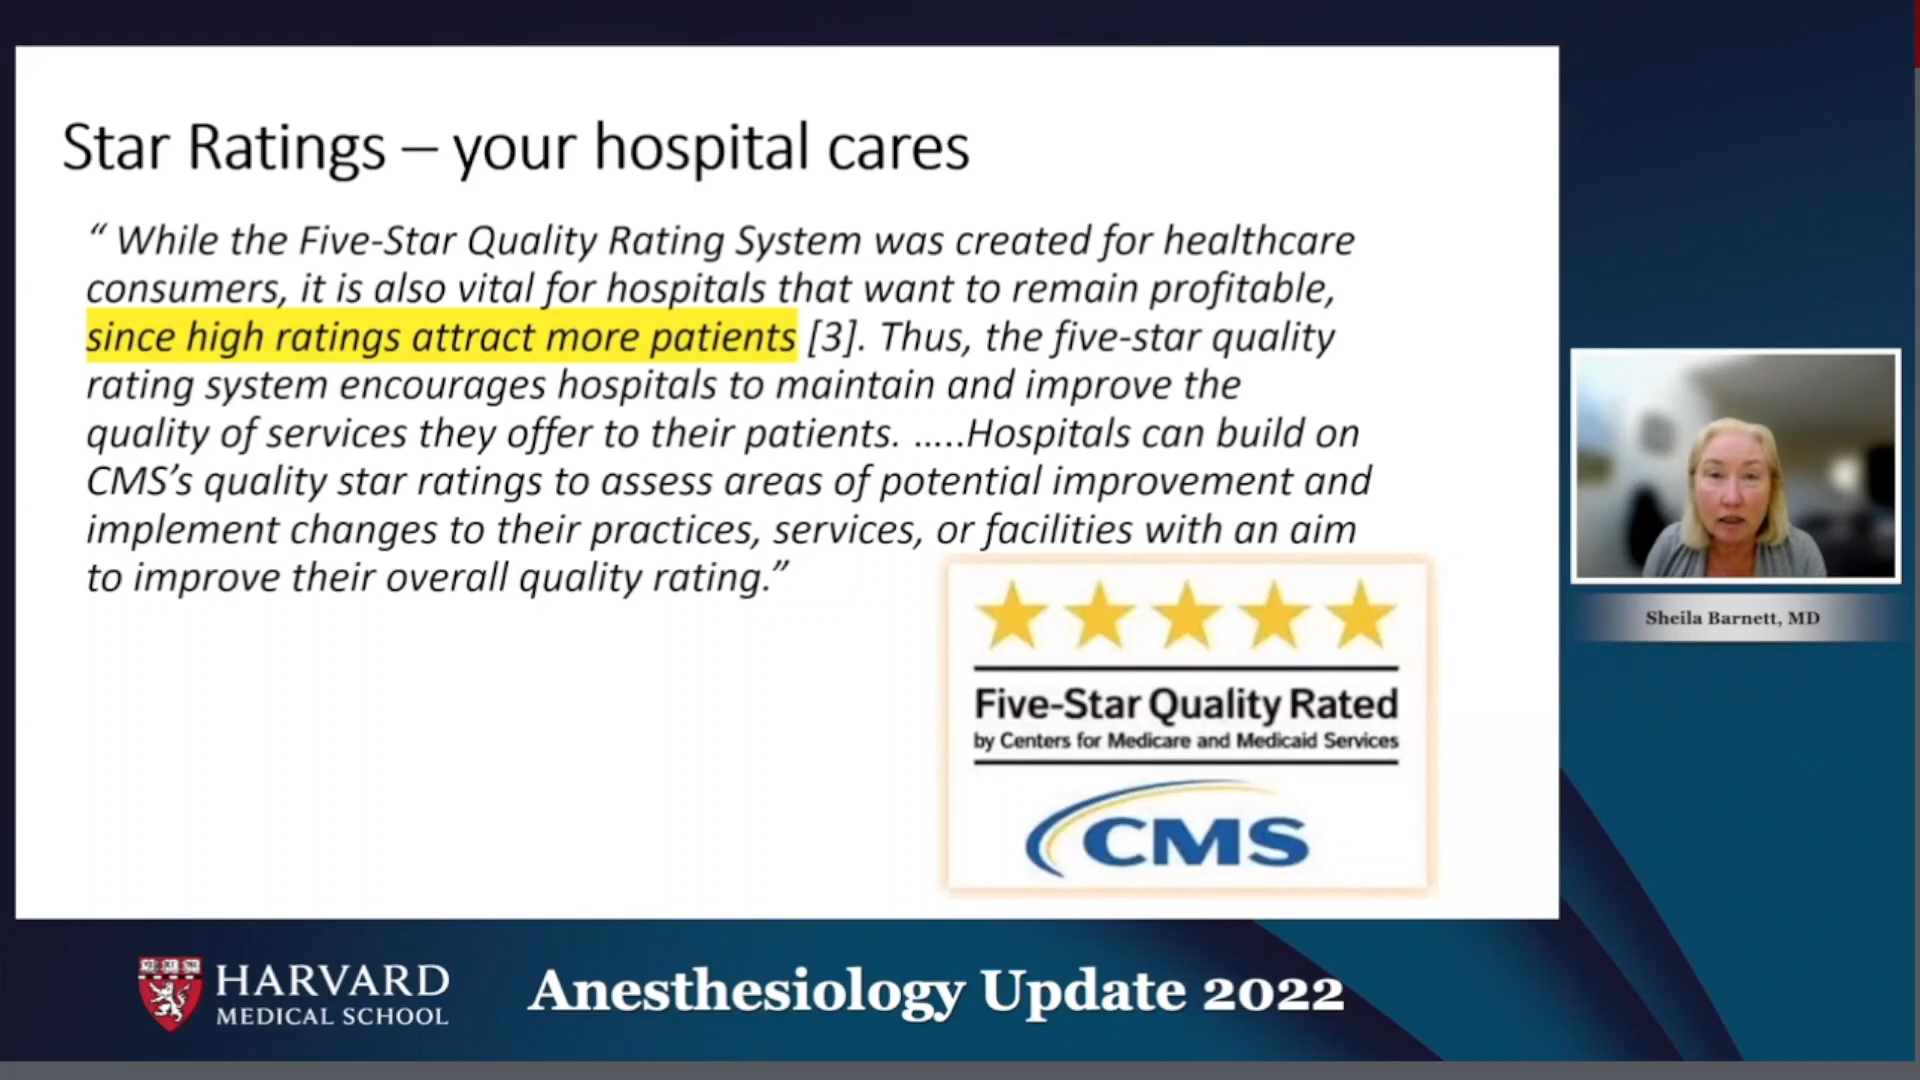 Star Ratings – your hospital cares
“ While the Five-Star Quality Rating System was created for healthcare
consumers, it is also vital for hospitals that want to remain profitable,
since high ratings attract more patients [3]. Thus, the five-star quality
rating system encourages hospitals to maintain and improve the
quality of services they offer to their patients. .....Hospitals can build on
CMS’s quality star ratings to assess areas of potential improvement and
implement changes to their practices, services, or facilities with an aim
to improve their overall quality rating.”
Five-Star Quality Rated
by Centers for Medicare and Medicaid Services
CMS
Sheila Barnett, MD
HARVARD
MEDICAL SCHOOL
Anesthesiology Update 2022